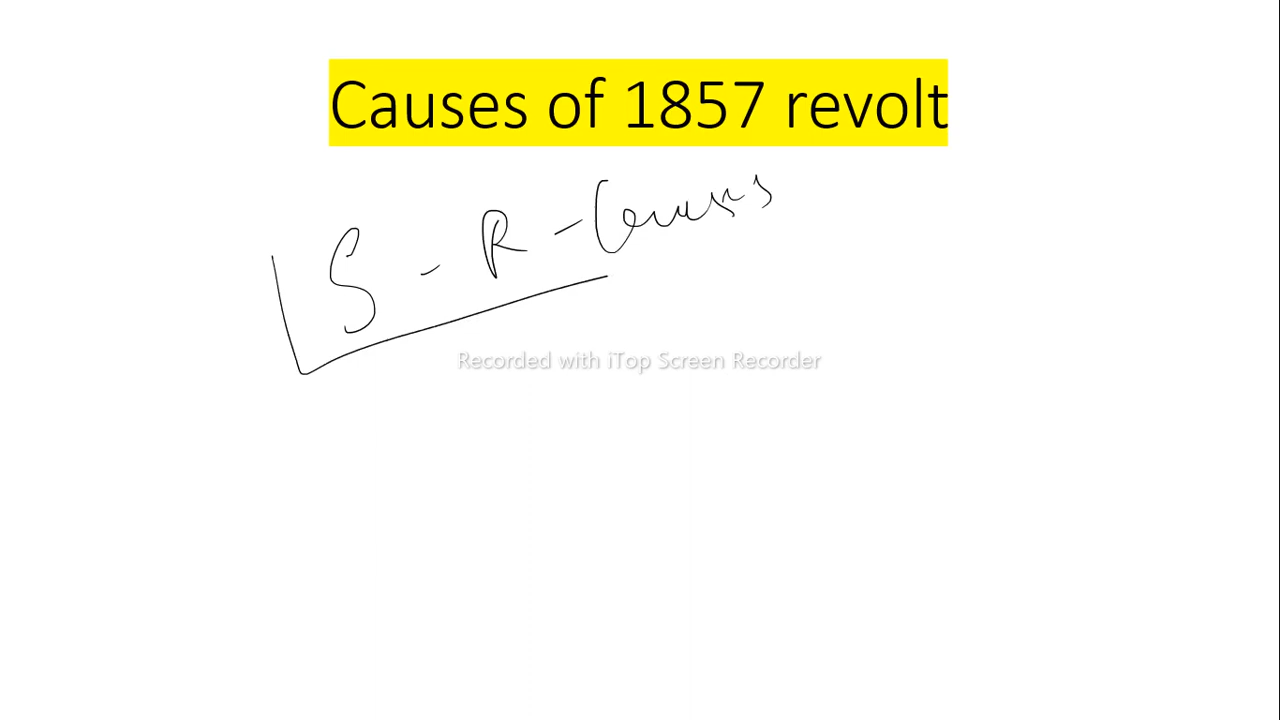 Causes of 1857 revolt
S - R - Causes
Recorded with iTop Screen Recorder